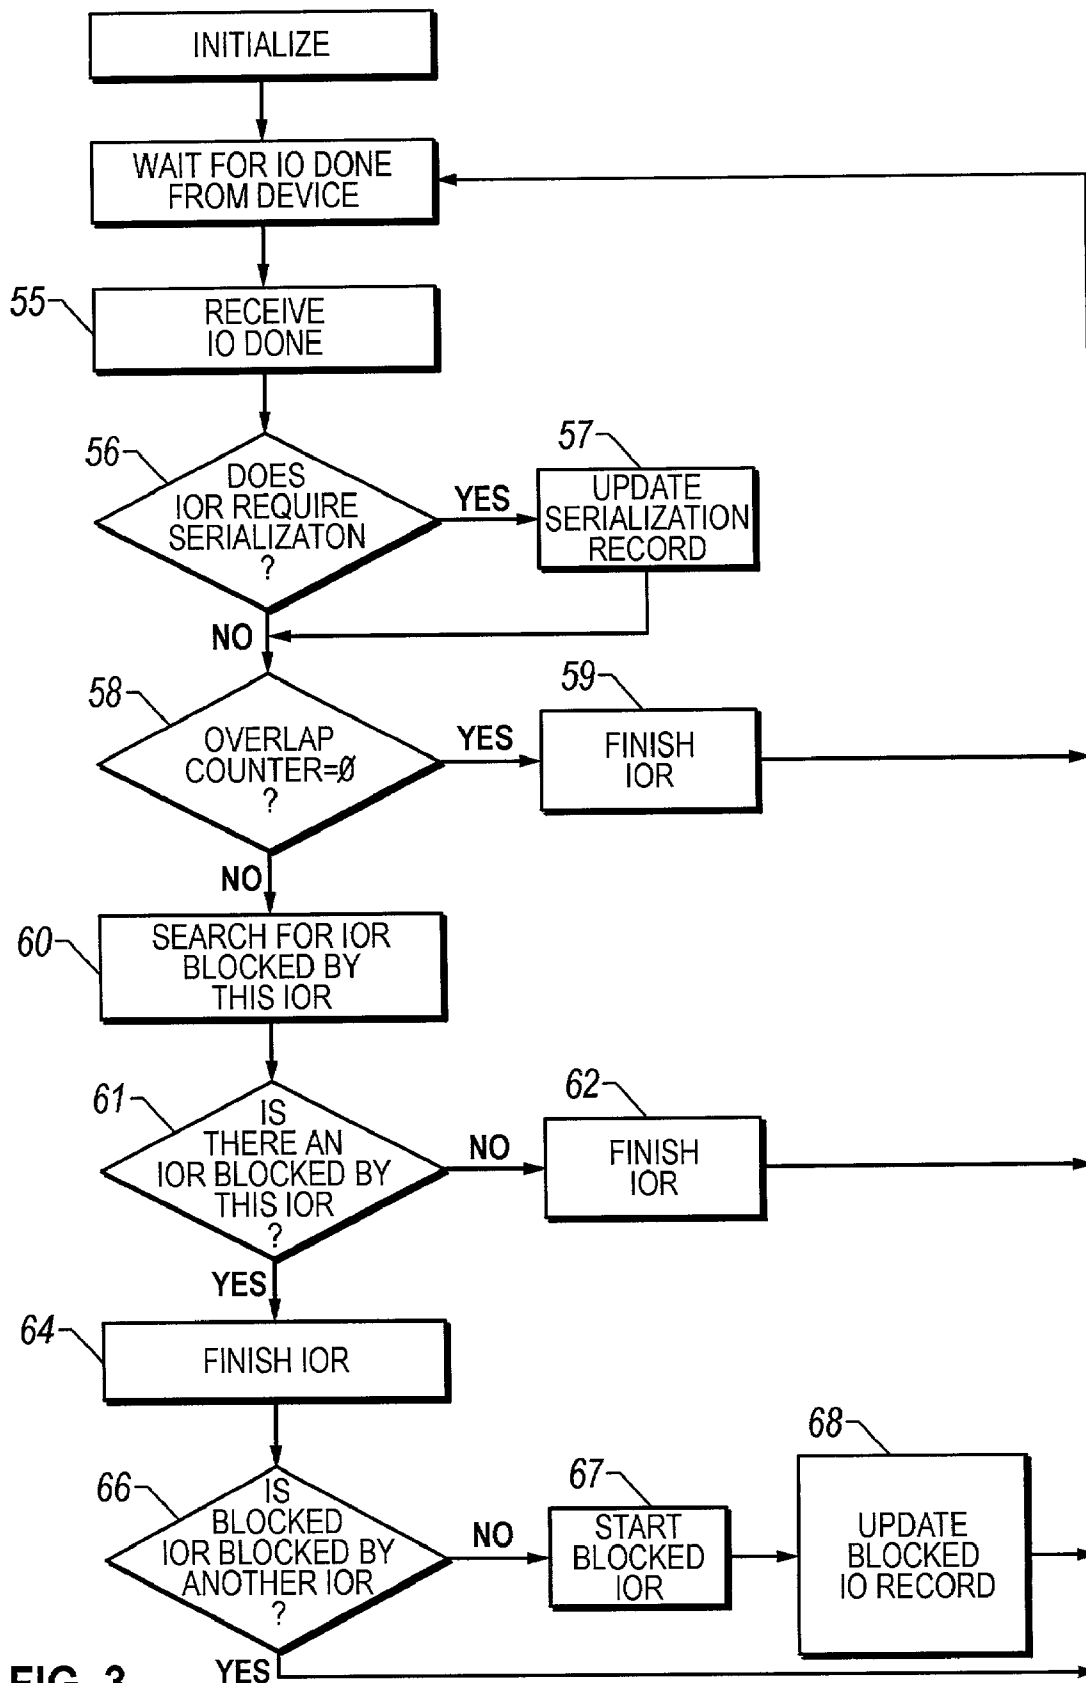 INITIALIZE
WAIT FOR IO DONE
FROM DEVICE
55
RECEIVE
IO DONE
56
DOES
IOR REQUIRE
SERIALIZATON
?
YES
57
UPDATE
SERIALIZATION
RECORD
NO
58
OVERLAP
COUNTER=Ø
?
YES
59
FINISH
IOR
NO
60
SEARCH FOR IOR
BLOCKED BY
THIS IOR
61
IS
THERE AN
IOR BLOCKED BY
THIS IOR
?
NO
62
FINISH
IOR
YES
64
FINISH IOR
66
IS
BLOCKED
IOR BLOCKED BY
ANOTHER IOR
?
NO
67
START
BLOCKED
IOR
68
UPDATE
BLOCKED
IO RECORD
YES
FIG. 3